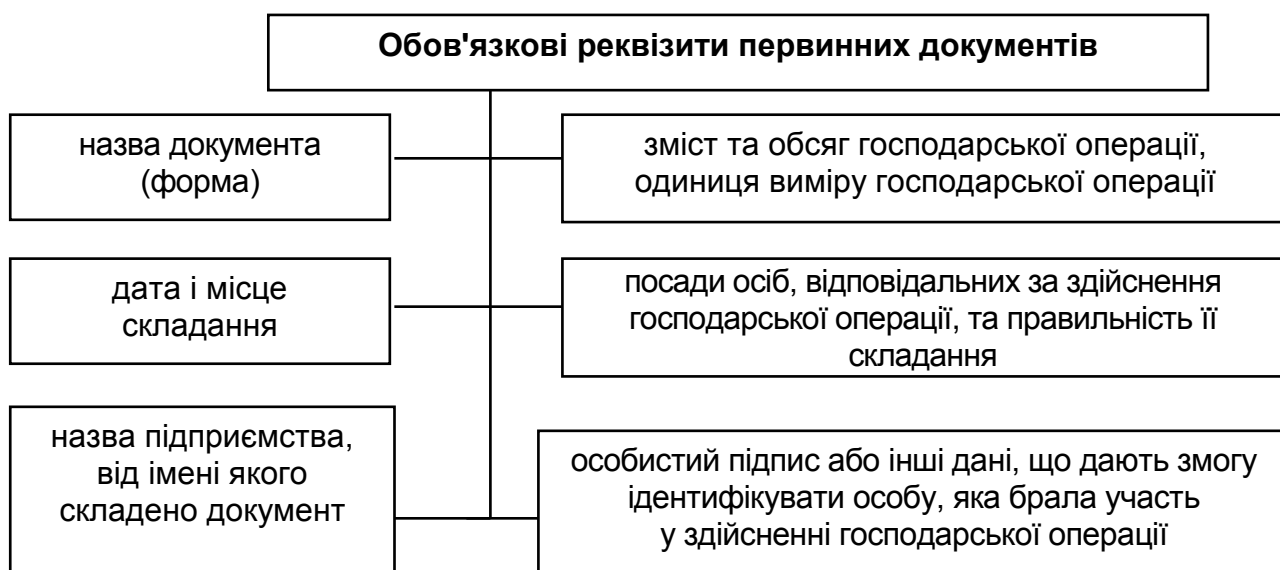 Обов'язкові реквізити первинних документів
назва документа
(форма)
зміст та обсяг господарської операції,
одиниця виміру господарської операції
дата і місце
складання
посади осіб, відповідальних за здійснення
господарської операції, та правильність її
складання
назва підприємства,
від імені якого
складено документ
особистий підпис або інші дані, що дають змогу
ідентифікувати особу, яка брала участь
у здійсненні господарської операції